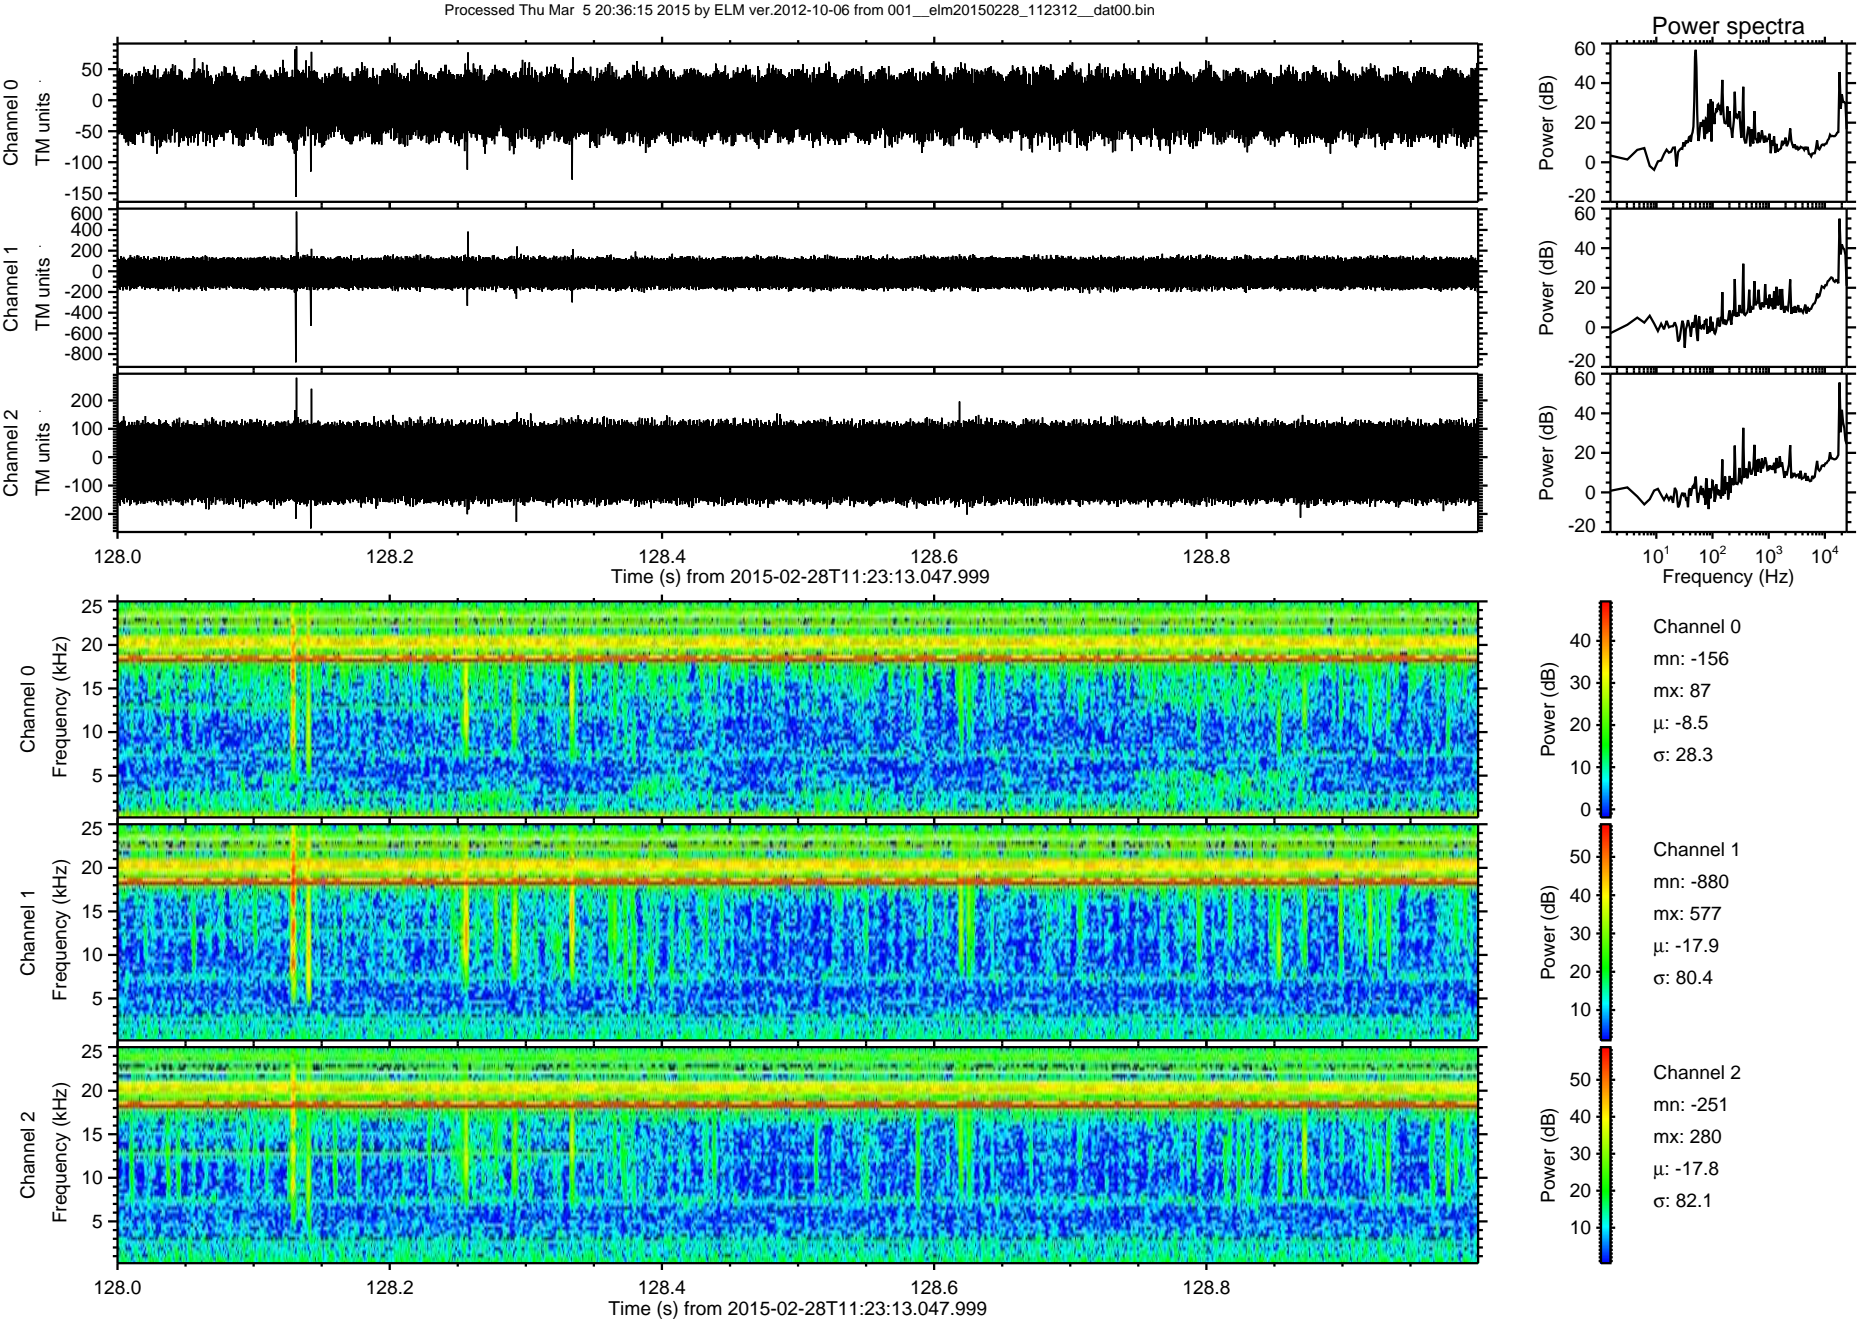 Processed Thu Mar  5 20:36:15 2015 by ELM ver.2012-10-06 from 001__elm20150228_112312__dat00.bin
Power spectra
Channel 0
TM units
50
0
-50
-100
-150
Power (dB)
60
40
20
0
-20
Channel 1
TM units
600
400
200
0
-200
-400
-600
-800
Power (dB)
60
40
20
0
-20
Channel 2
TM units
200
100
0
-100
-200
Power (dB)
60
40
20
0
-20
128.0 128.2 128.4 128.6 128.8
Time (s) from 2015-02-28T11:23:13.047.999
10^1 10^2 10^3 10^4
Frequency (Hz)
Channel 0
Frequency (kHz)
25
20
15
10
5
Power (dB)
40
30
20
10
0
Channel 0
mn: -156
mx: 87
μ: -8.5
σ: 28.3
Channel 1
Frequency (kHz)
25
20
15
10
5
Power (dB)
50
40
30
20
10
Channel 1
mn: -880
mx: 577
μ: -17.9
σ: 80.4
Channel 2
Frequency (kHz)
25
20
15
10
5
Power (dB)
50
40
30
20
10
Channel 2
mn: -251
mx: 280
μ: -17.8
σ: 82.1
128.0 128.2 128.4 128.6 128.8
Time (s) from 2015-02-28T11:23:13.047.999